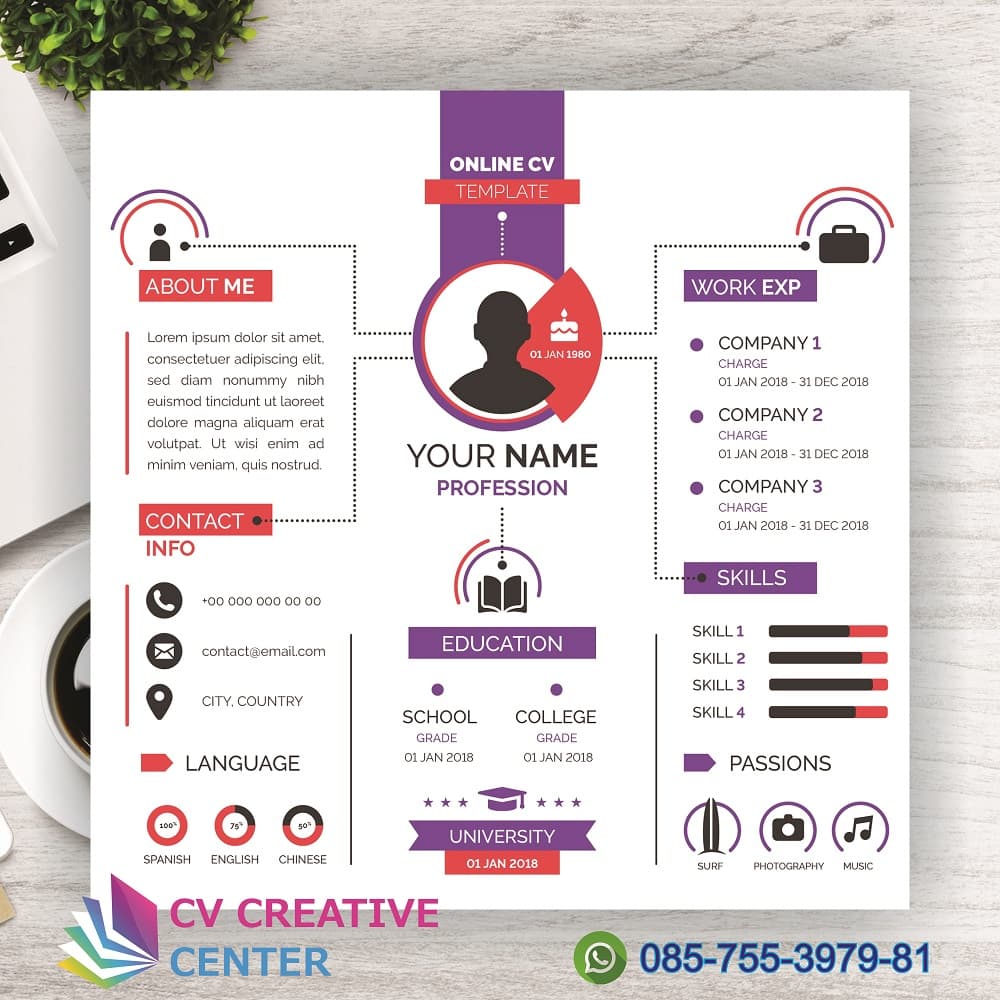 ONLINE CV
TEMPLATE
ABOUT ME
Lorem ipsum dolor sit amet,
consectetuer adipiscing elit,
sed diam nonummy nibh
euismod tincidunt ut laoreet
dolore magna aliquam erat
volutpat. Ut wisi enim ad
minim veniam, quis nostrud.
CONTACT
INFO
+00 000 000 00 00
contact@email.com
CITY, COUNTRY
LANGUAGE
100%
75%
50%
SPANISH
ENGLISH
CHINESE
01 JAN 1980
YOUR NAME
PROFESSION
EDUCATION
SCHOOL
GRADE
01 JAN 2018
COLLEGE
GRADE
01 JAN 2018
UNIVERSITY
01 JAN 2018
WORK EXP
COMPANY 1
CHARGE
01 JAN 2018 - 31 DEC 2018
COMPANY 2
CHARGE
01 JAN 2018 - 31 DEC 2018
COMPANY 3
CHARGE
01 JAN 2018 - 31 DEC 2018
SKILLS
SKILL 1
SKILL 2
SKILL 3
SKILL 4
PASSIONS
SURF
PHOTOGRAPHY
MUSIC
CV CREATIVE
CENTER
085-755-3979-81